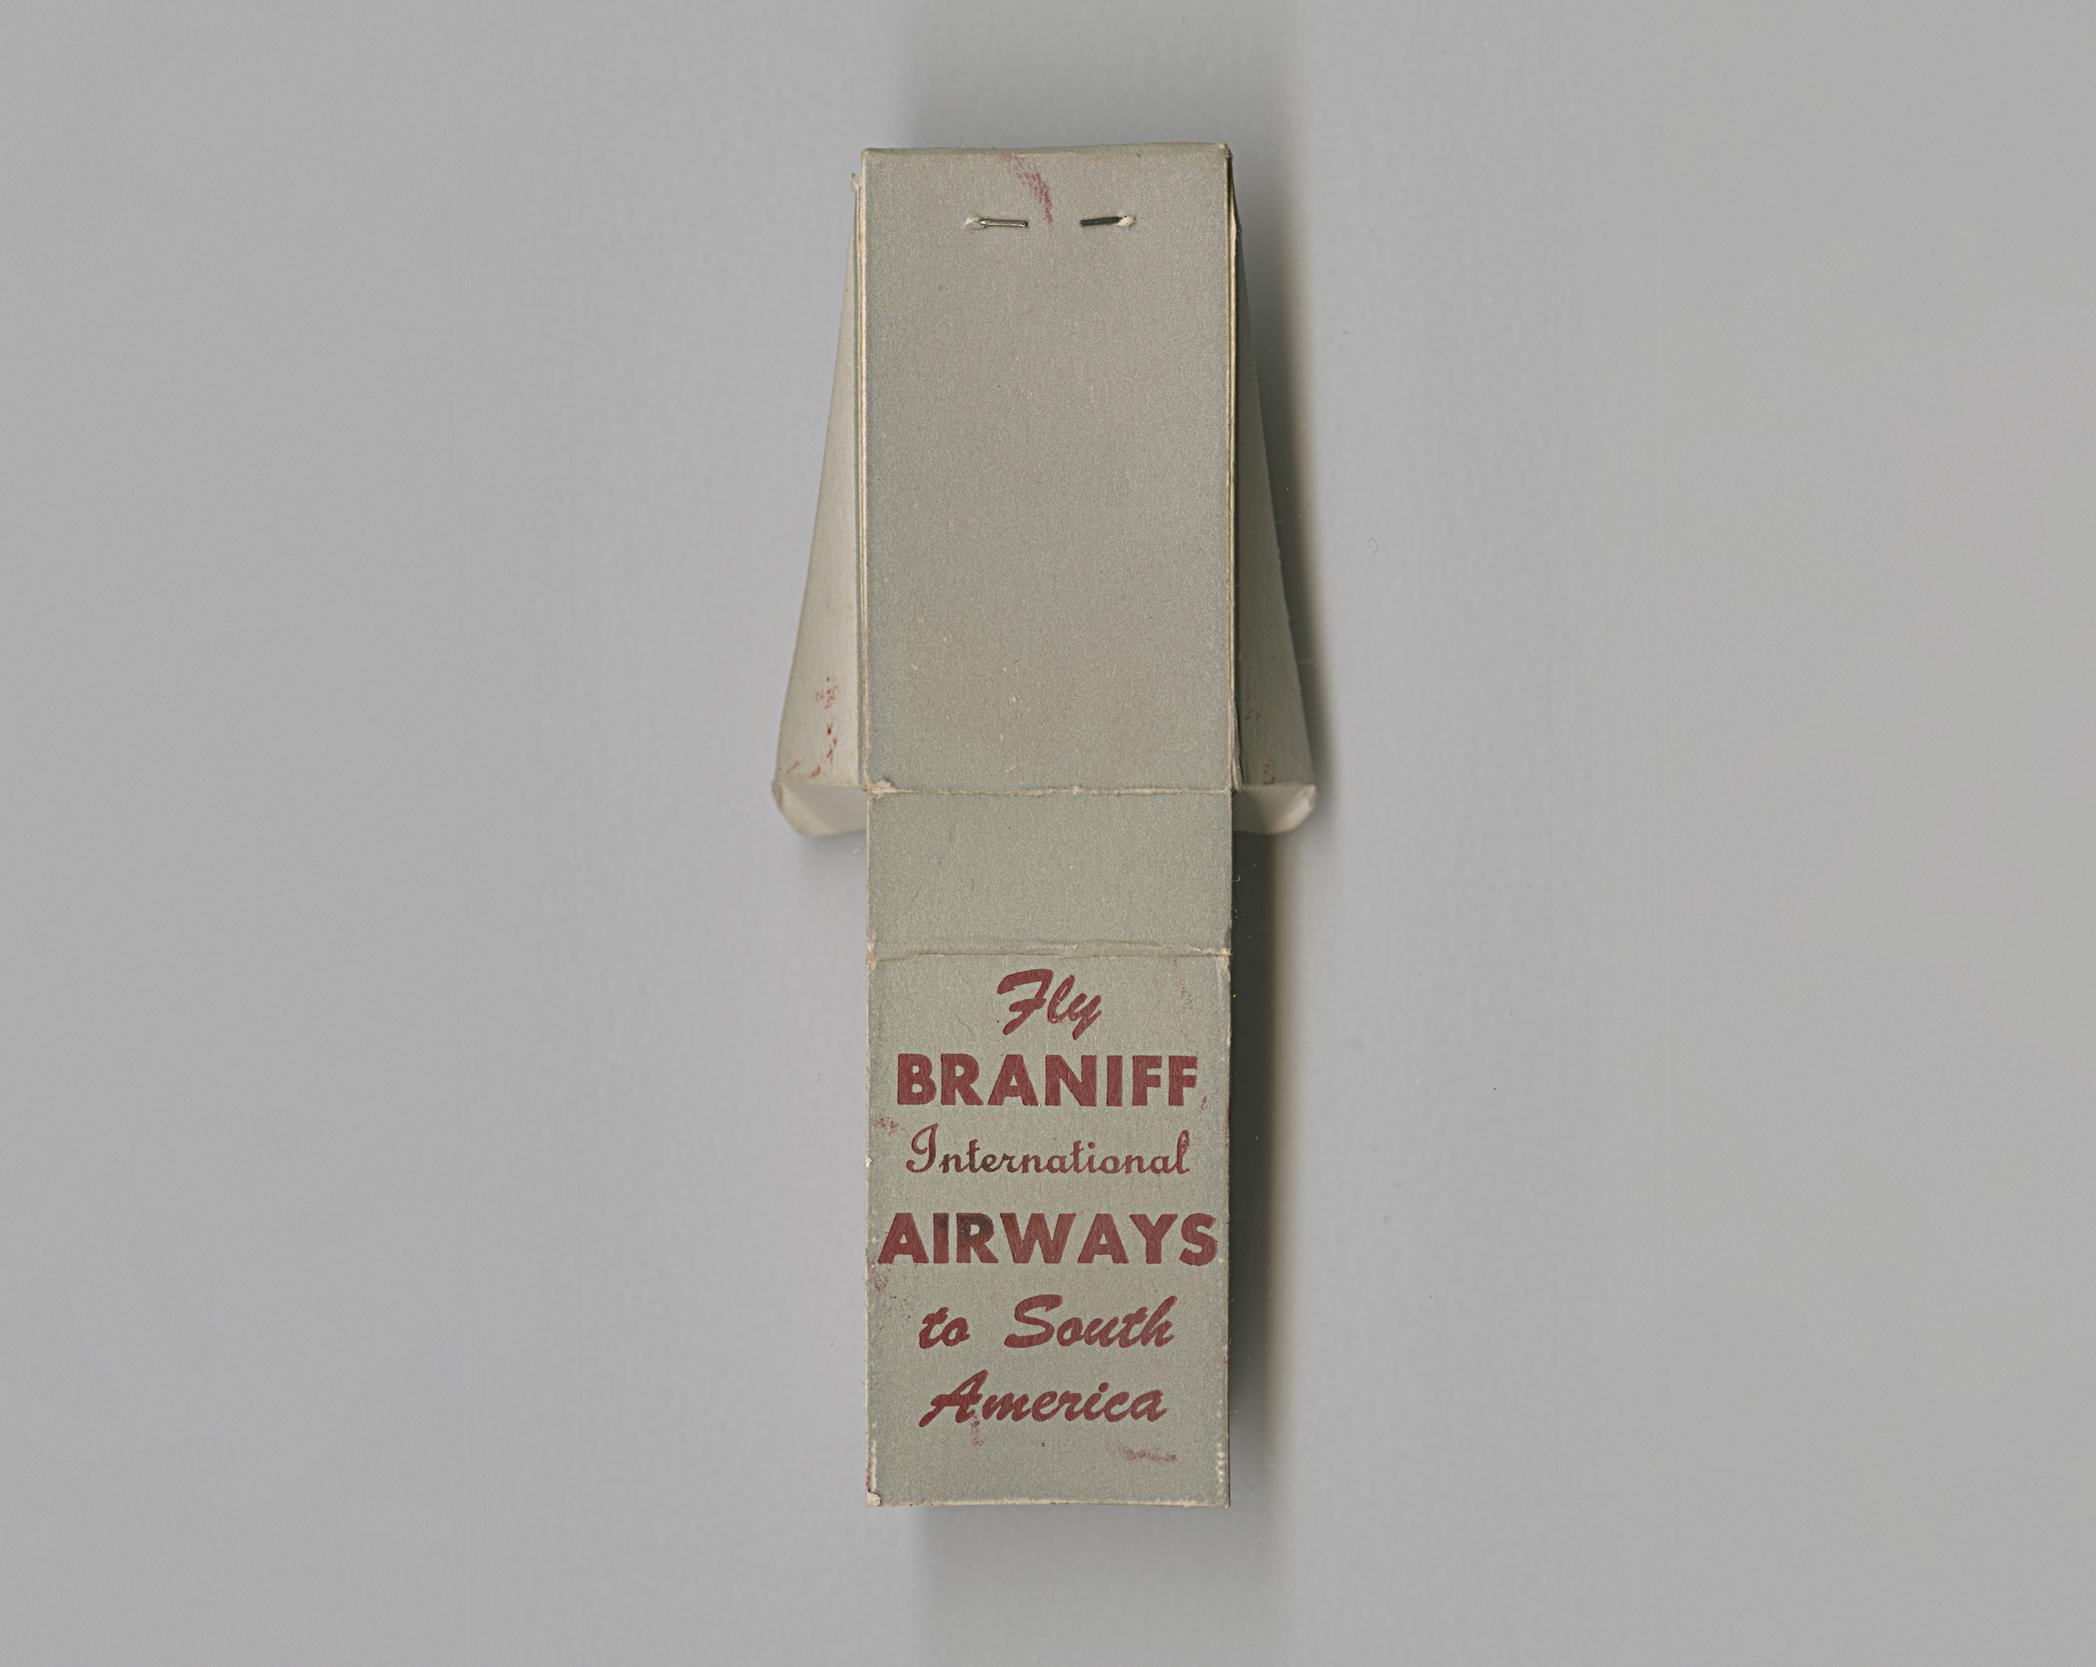 Fly
BRANIFF
International
AIRWAYS
to South
America